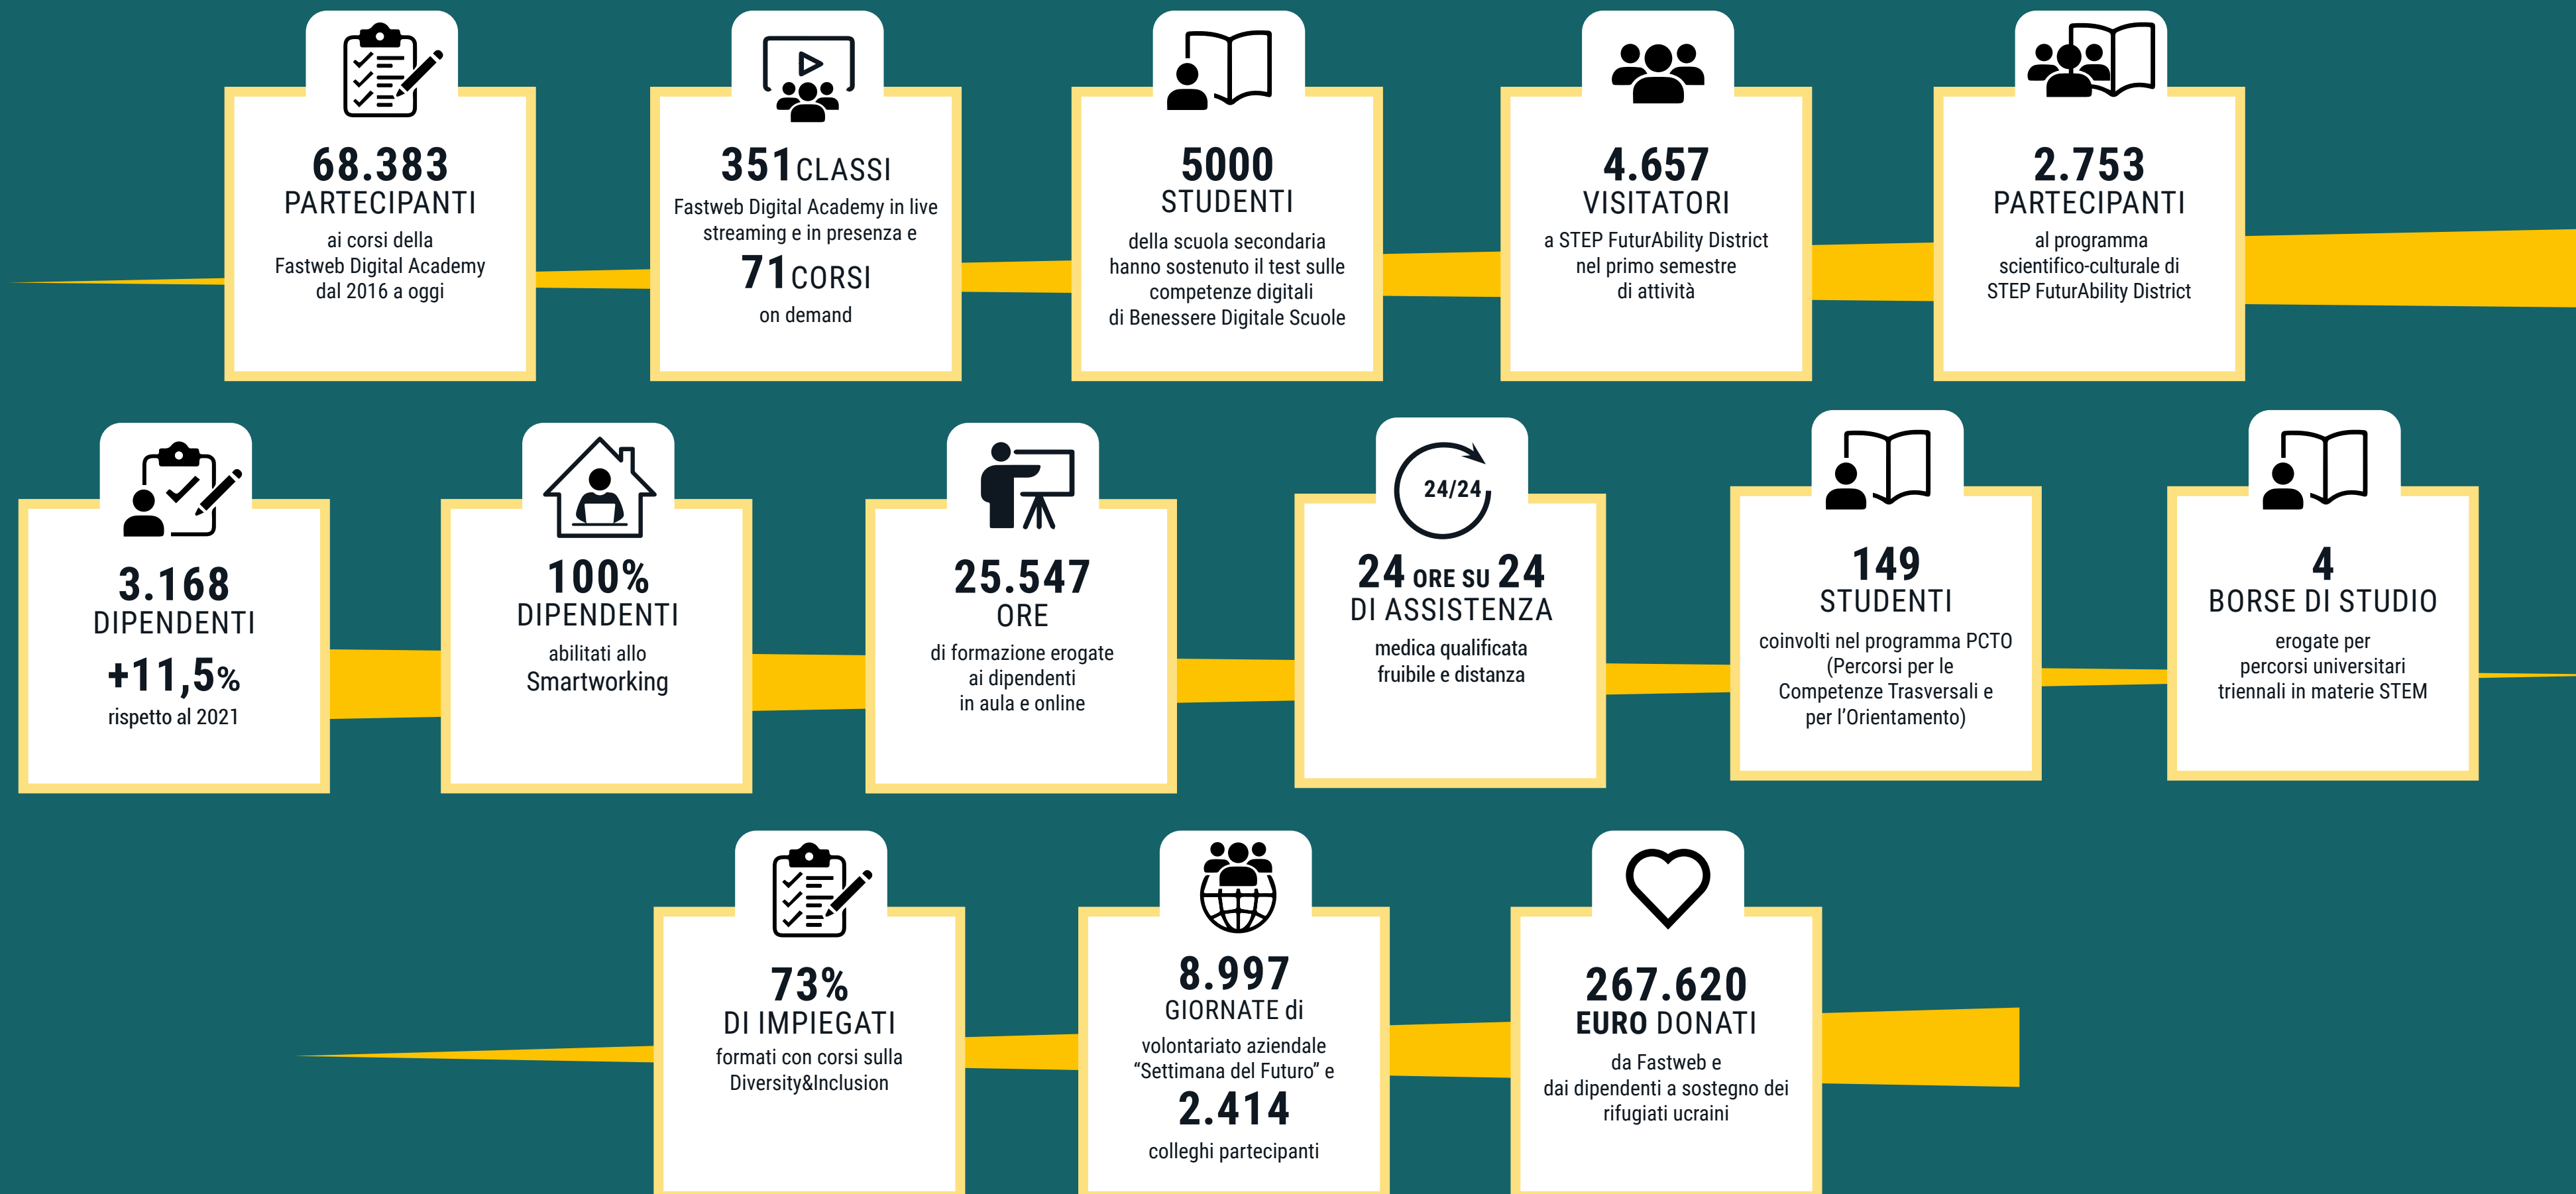 68.383
PARTECIPANTI
ai corsi della
Fastweb Digital Academy
dal 2016 a oggi
351 CLASSI
Fastweb Digital Academy in live
streaming e in presenza e
71 CORSI
on demand
5000
STUDENTI
della scuola secondaria
hanno sostenuto il test sulle
competenze digitali
di Benessere Digitale Scuole
4.657
VISITATORI
a STEP FuturAbility District
nel primo semestre
di attività
2.753
PARTECIPANTI
al programma
scientifico-culturale di
STEP FuturAbility District
3.168
DIPENDENTI
+11,5%
rispetto al 2021
100%
DIPENDENTI
abilitati allo
Smartworking
25.547
ORE
di formazione erogate
ai dipendenti
in aula e online
24/24
24 ORE SU 24
DI ASSISTENZA
medica qualificata
fruibile e distanza
149
STUDENTI
coinvolti nel programma PCTO
(Percorsi per le
Competenze Trasversali e
per l'Orientamento)
4
BORSE DI STUDIO
erogate per
percorsi universitari
triennali in materie STEM
73%
DI IMPIEGATI
formati con corsi sulla
Diversity&Inclusion
8.997
GIORNATE di
volontariato aziendale
“Settimana del Futuro” e
2.414
colleghi partecipanti
267.620
EURO DONATI
da Fastweb e
dai dipendenti a sostegno dei
rifugiati ucraini